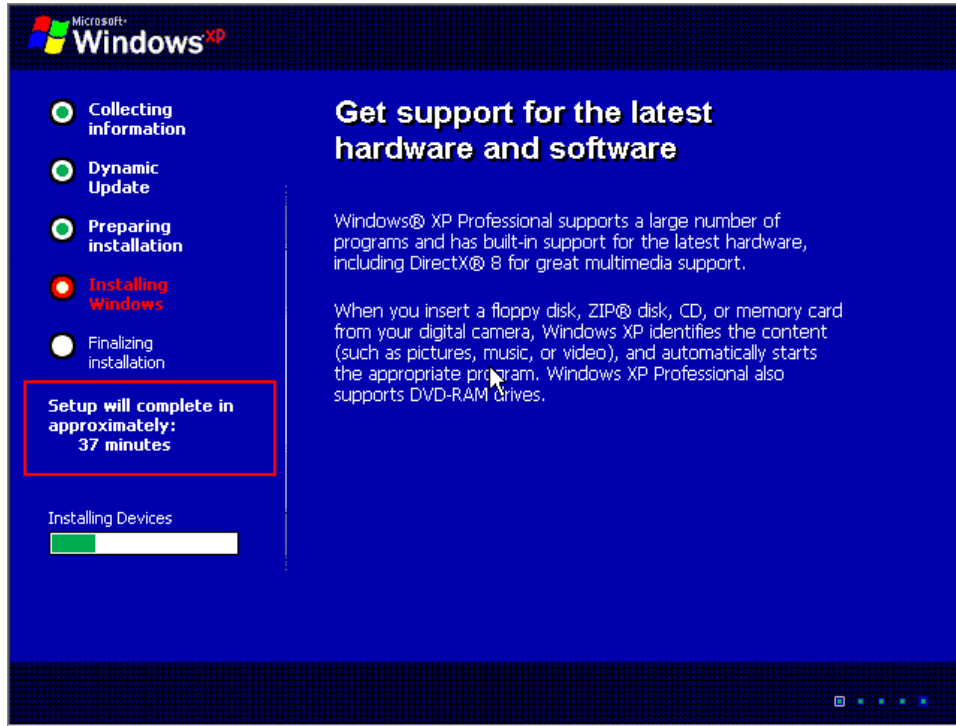 Microsoft®
Windows xp
Collecting
information
Dynamic
Update
Preparing
installation
Installing
Windows
Finalizing
installation
Setup will complete in
approximately:
37 minutes
Installing Devices
Get support for the latest
hardware and software
Windows® XP Professional supports a large number of
programs and has built-in support for the latest hardware,
including DirectX® 8 for great multimedia support.
When you insert a floppy disk, ZIP® disk, CD, or memory card
from your digital camera, Windows XP identifies the content
(such as pictures, music, or video), and automatically starts
the appropriate program. Windows XP Professional also
supports DVD-RAM drives.